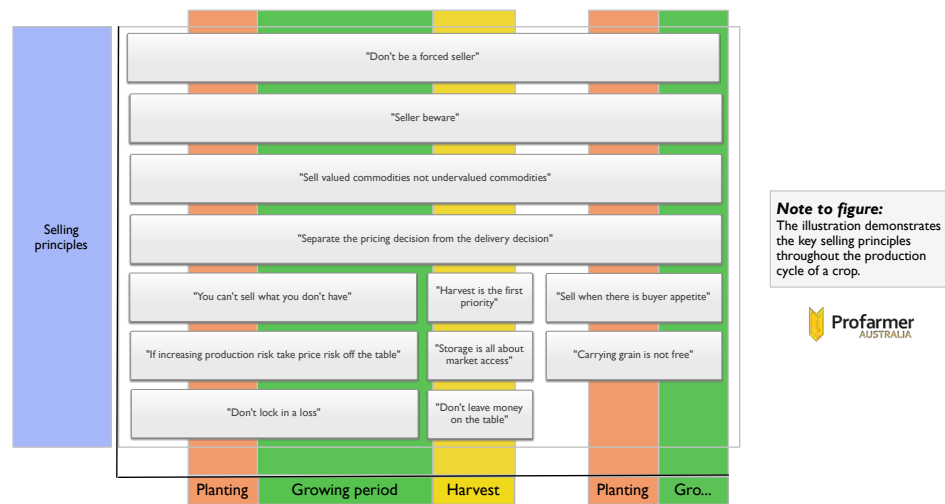 "Don't be a forced seller"
"Seller beware"
"Sell valued commodities not undervalued commodities"
Selling
principles
"Separate the pricing decision from the delivery decision"
"You can't sell what you don't have"
"Harvest is the first
priority"
"Sell when there is buyer appetite"
"If increasing production risk take price risk off the table"
"Storage is all about
market access"
"Carrying grain is not free"
"Don't lock in a loss"
"Don't leave money
on the table"
Planting
Growing period
Harvest
Planting
Gro...
Note to figure:
The illustration demonstrates
the key selling principles
throughout the production
cycle of a crop.
Profarmer
AUSTRALIA